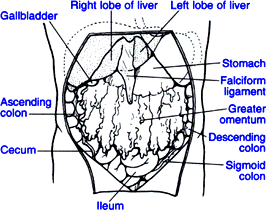 Right lobe of liver
Left lobe of liver
Gallbladder
Stomach
Falciform
ligament
Ascending
colon
Greater
omentum
Descending
colon
Cecum
Sigmoid
colon
Ileum